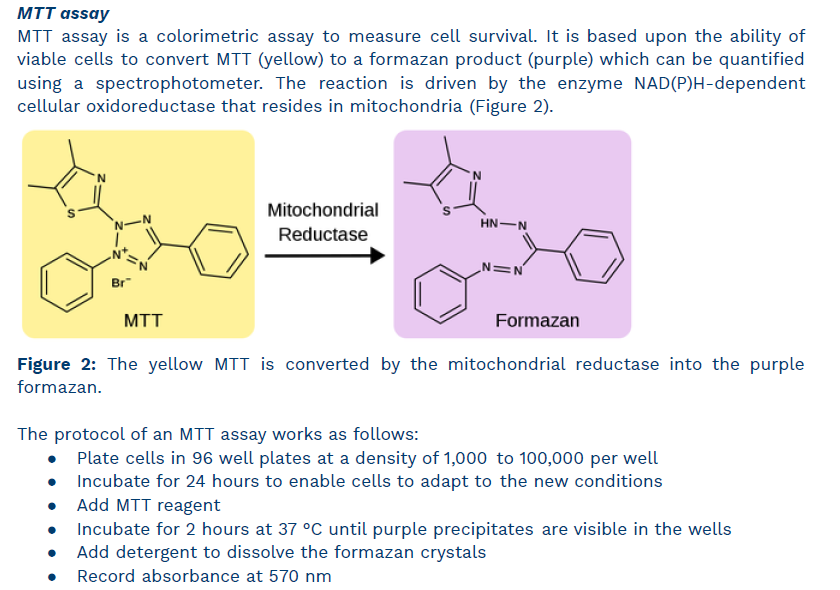 MTT assay
MTT assay is a colorimetric assay to measure cell survival. It is based upon the ability of
viable cells to convert MTT (yellow) to a formazan product (purple) which can be quantified
using a spectrophotometer. The reaction is driven by the enzyme NAD(P)H-dependent
cellular oxidoreductase that resides in mitochondria (Figure 2).
N
S
N N
N+ N
Br-
MTT
Mitochondrial
Reductase
N
S
HN N
N N
Formazan
Figure 2: The yellow MTT is converted by the mitochondrial reductase into the purple
formazan.
The protocol of an MTT assay works as follows:
● Plate cells in 96 well plates at a density of 1,000 to 100,000 per well
● Incubate for 24 hours to enable cells to adapt to the new conditions
● Add MTT reagent
● Incubate for 2 hours at 37 °C until purple precipitates are visible in the wells
● Add detergent to dissolve the formazan crystals
● Record absorbance at 570 nm